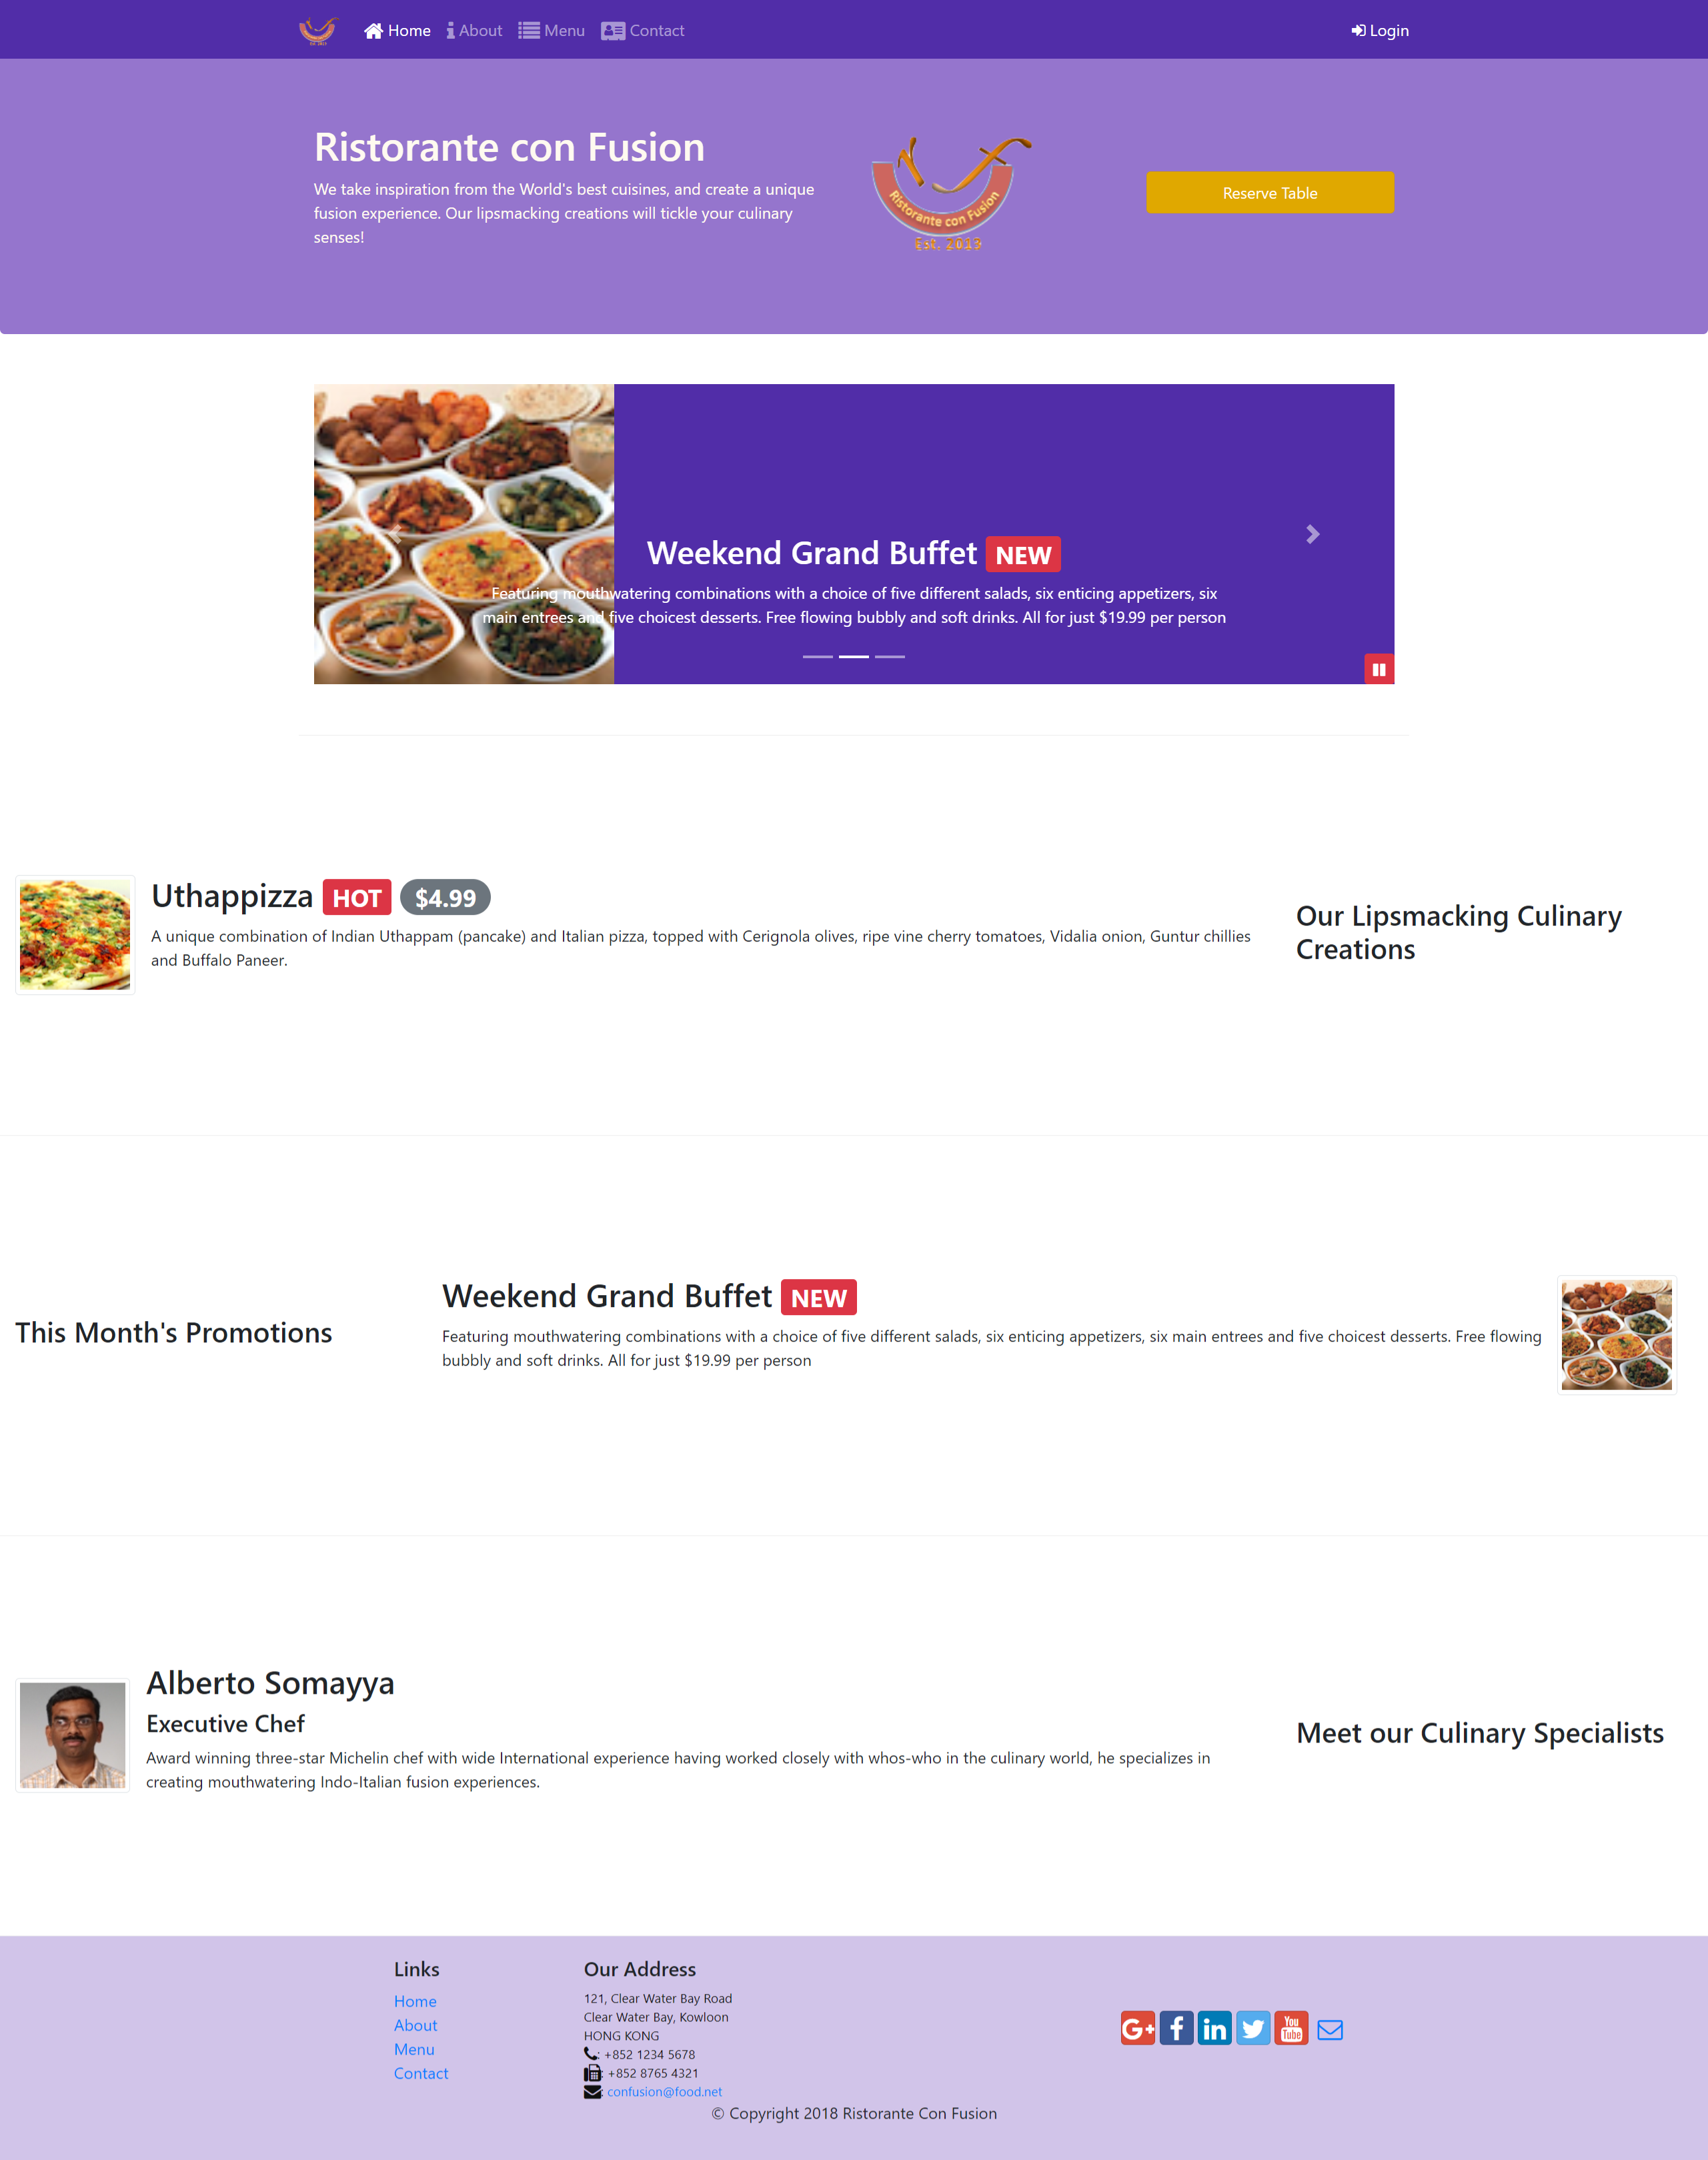 Home About Menu Contact Login
Ristorante con Fusion
We take inspiration from the World's best cuisines, and create a unique
fusion experience. Our lipsmacking creations will tickle your culinary
senses!
Ristorante con Fusion
Est. 2013
Reserve Table
Weekend Grand Buffet NEW
Featuring mouthwatering combinations with a choice of five different salads, six enticing appetizers, six
main entrees and five choicest desserts. Free flowing bubbly and soft drinks. All for just $19.99 per person
Uthappizza HOT $4.99
A unique combination of Indian Uthappam (pancake) and Italian pizza, topped with Cerignola olives, ripe vine cherry tomatoes, Vidalia onion, Guntur chillies
and Buffalo Paneer.
Our Lipsmacking Culinary
Creations
This Month's Promotions
Weekend Grand Buffet NEW
Featuring mouthwatering combinations with a choice of five different salads, six enticing appetizers, six main entrees and five choicest desserts. Free flowing
bubbly and soft drinks. All for just $19.99 per person
Alberto Somayya
Executive Chef
Award winning three-star Michelin chef with wide International experience having worked closely with whos-who in the culinary world, he specializes in
creating mouthwatering Indo-Italian fusion experiences.
Meet our Culinary Specialists
Links
Home
About
Menu
Contact
Our Address
121, Clear Water Bay Road
Clear Water Bay, Kowloon
HONG KONG
: +852 1234 5678
: +852 8765 4321
: confusion@food.net
G+ f in You Tube
© Copyright 2018 Ristorante Con Fusion